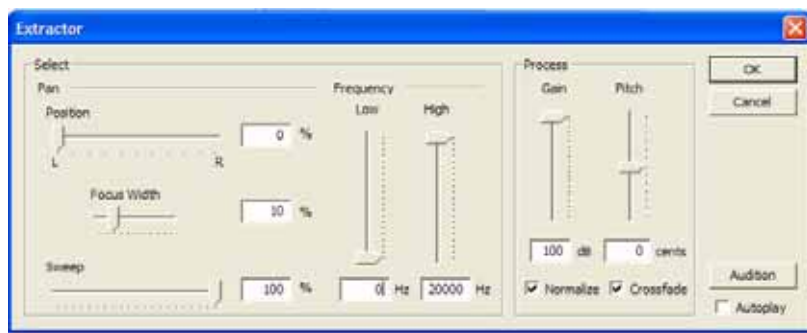 Extractor
Select
Pan
Position
L
R
0 %
Focus Width
10 %
Sweep
100 %
Frequency
Low
High
0 Hz
20000 Hz
Process
Gain
Pitch
100 dB
0 cents
Normalize
Crossfade
OK
Cancel
Audition
Autoplay